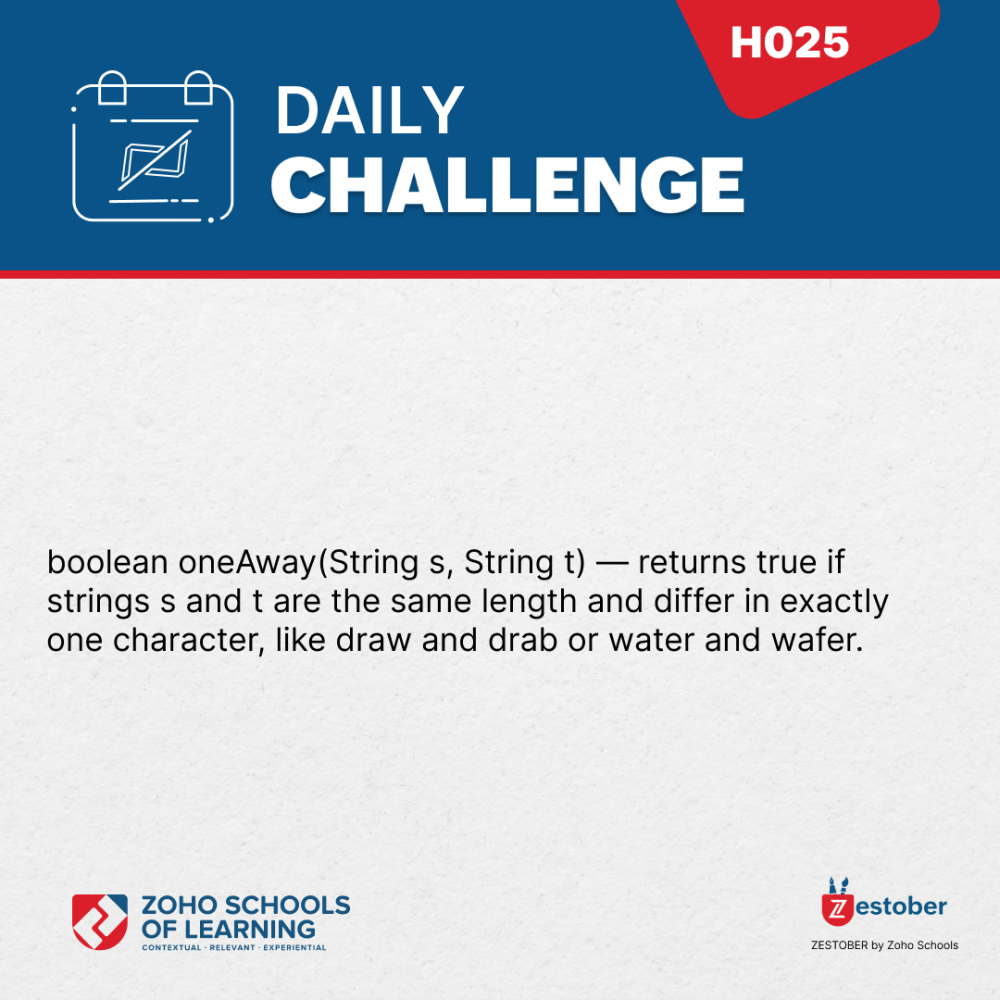 H025
DAILY
CHALLENGE
boolean oneAway(String s, String t) — returns true if
strings s and t are the same length and differ in exactly
one character, like draw and drab or water and wafer.
ZOHO SCHOOLS
OF LEARNING
CONTEXTUAL · RELEVANT · EXPERIENTIAL
Zestober
ZESTOBER by Zoho Schools